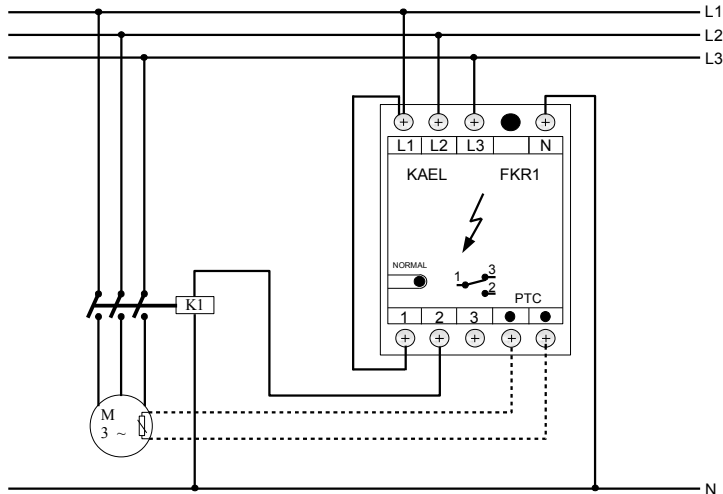 L1
L2
L3
L1 L2 L3 N
KAEL FKR1
NORMAL
1 3
2
PTC
K1
1 2 3
M
3 ~
N